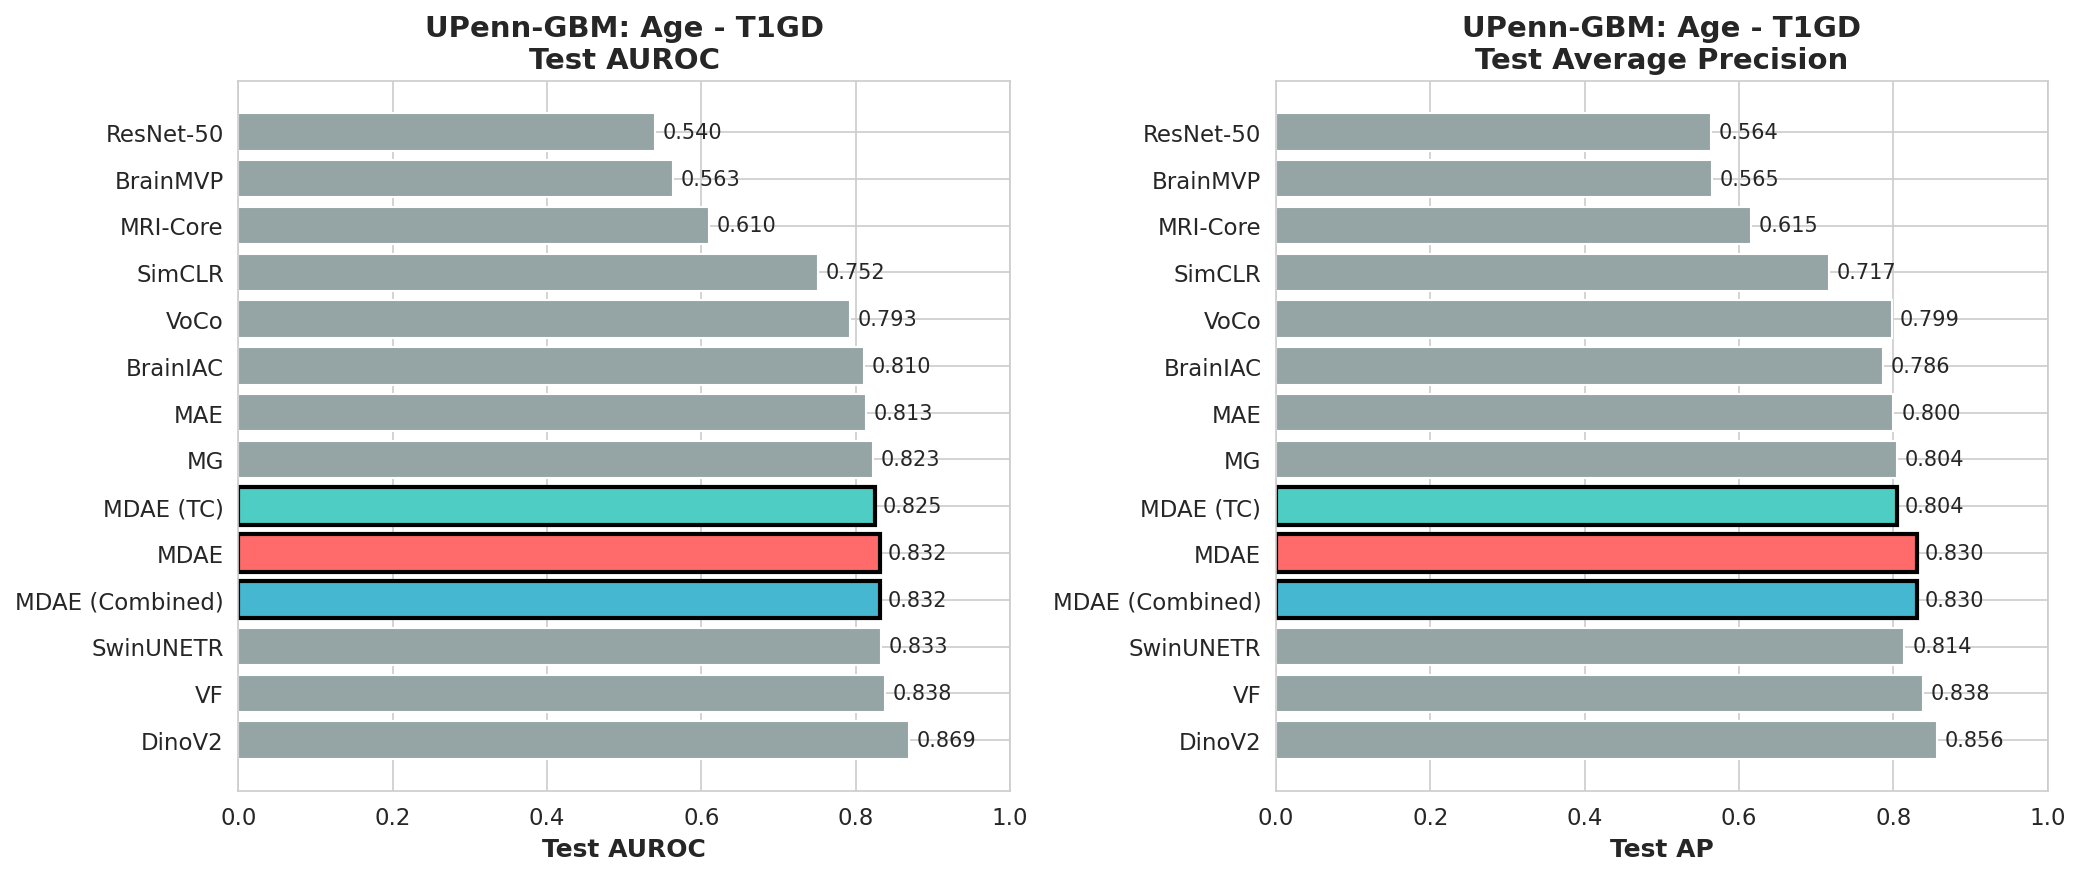 UPenn-GBM: Age - T1GD
Test AUROC
ResNet-50 0.540
BrainMVP 0.563
MRI-Core 0.610
SimCLR 0.752
VoCo 0.793
BrainIAC 0.810
MAE 0.813
MG 0.823
MDAE (TC) 0.825
MDAE 0.832
MDAE (Combined) 0.832
SwinUNETR 0.833
VF 0.838
DinoV2 0.869
0.0 0.2 0.4 0.6 0.8 1.0
Test AUROC
UPenn-GBM: Age - T1GD
Test Average Precision
ResNet-50 0.564
BrainMVP 0.565
MRI-Core 0.615
SimCLR 0.717
VoCo 0.799
BrainIAC 0.786
MAE 0.800
MG 0.804
MDAE (TC) 0.804
MDAE 0.830
MDAE (Combined) 0.830
SwinUNETR 0.814
VF 0.838
DinoV2 0.856
0.0 0.2 0.4 0.6 0.8 1.0
Test AP